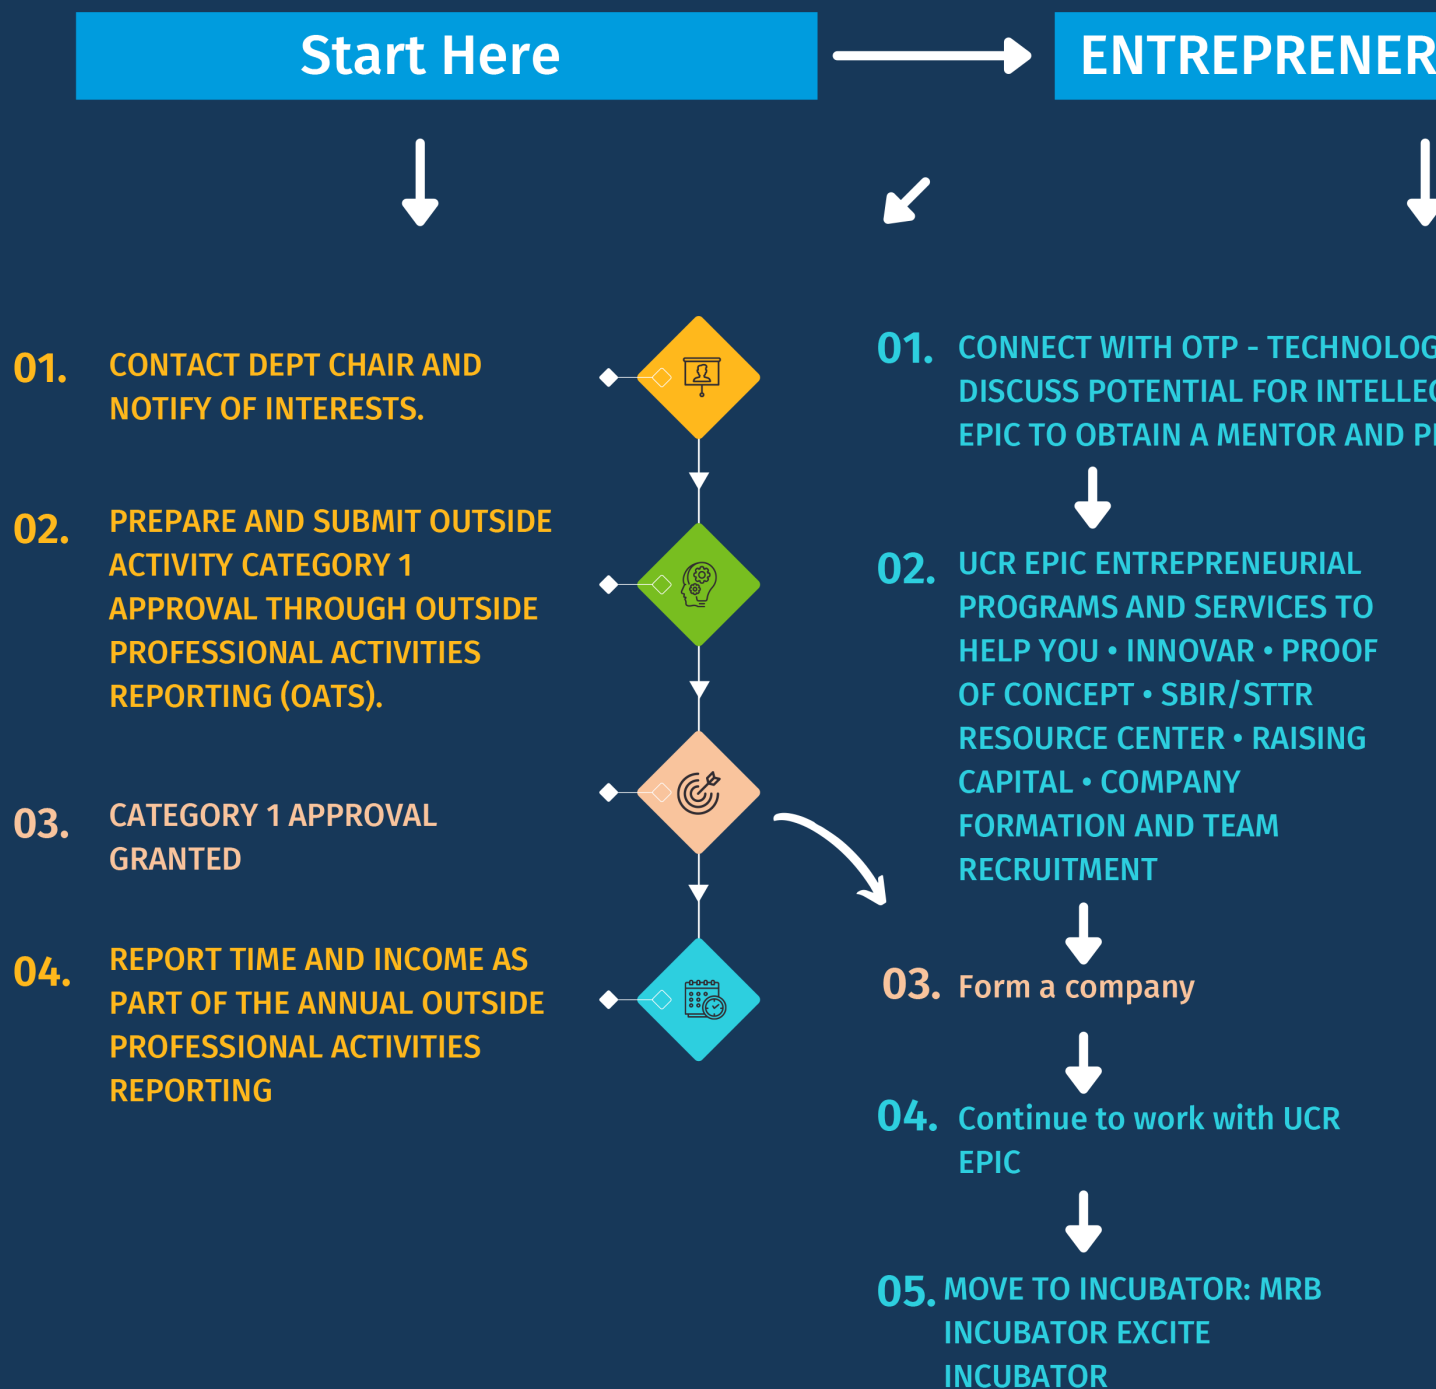 Start Here
ENTREPRENER
01.
CONTACT DEPT CHAIR AND
NOTIFY OF INTERESTS.
02.
PREPARE AND SUBMIT OUTSIDE
ACTIVITY CATEGORY 1
APPROVAL THROUGH OUTSIDE
PROFESSIONAL ACTIVITIES
REPORTING (OATS).
03.
CATEGORY 1 APPROVAL
GRANTED
04.
REPORT TIME AND INCOME AS
PART OF THE ANNUAL OUTSIDE
PROFESSIONAL ACTIVITIES
REPORTING
01.
CONNECT WITH OTP - TECHNOLOG
DISCUSS POTENTIAL FOR INTELLEC
EPIC TO OBTAIN A MENTOR AND
02.
UCR EPIC ENTREPRENEURIAL
PROGRAMS AND SERVICES TO
HELP YOU • INNOVAR • PROOF
OF CONCEPT • SBIR/STTR
RESOURCE CENTER • RAISING
CAPITAL • COMPANY
FORMATION AND TEAM
RECRUITMENT
03.
Form a company
04.
Continue to work with UCR
EPIC
05.
MOVE TO INCUBATOR: MRB
INCUBATOR EXCITE
INCUBATOR